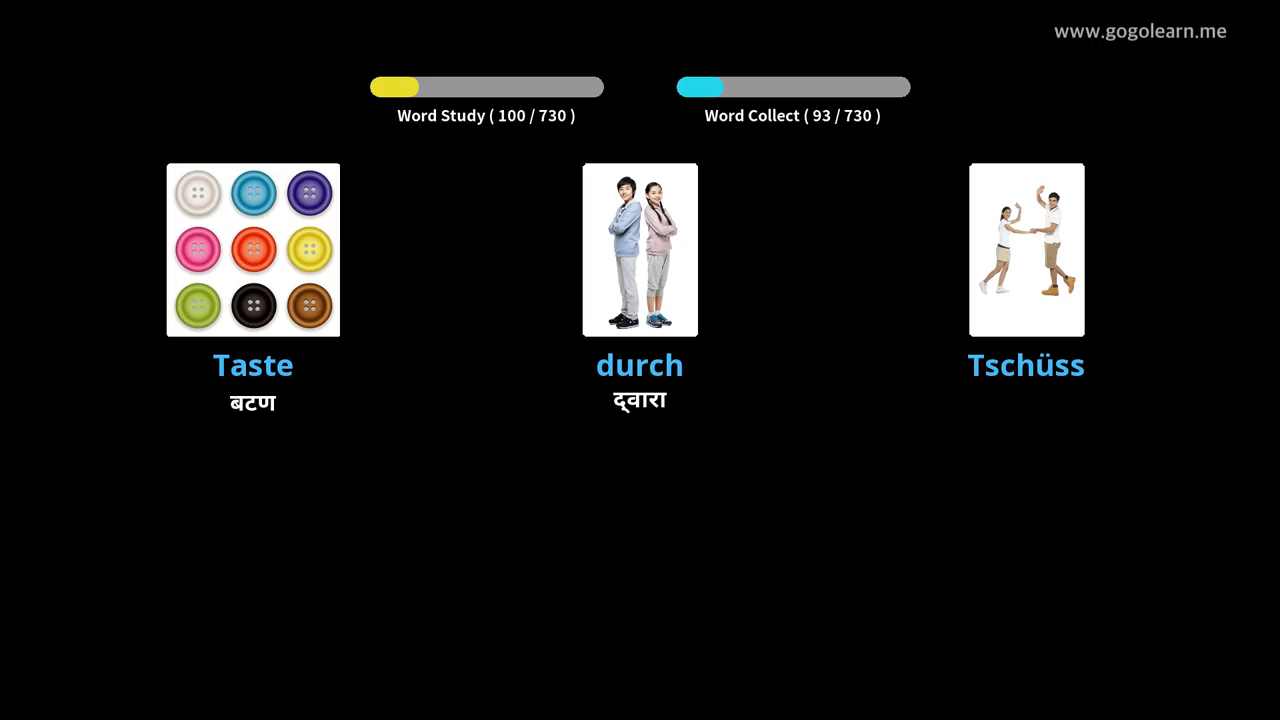 www.gogolearn.me
Word Study ( 100 / 730 )
Word Collect ( 93 / 730 )
Taste
बटण
durch
द्वारा
Tschüss